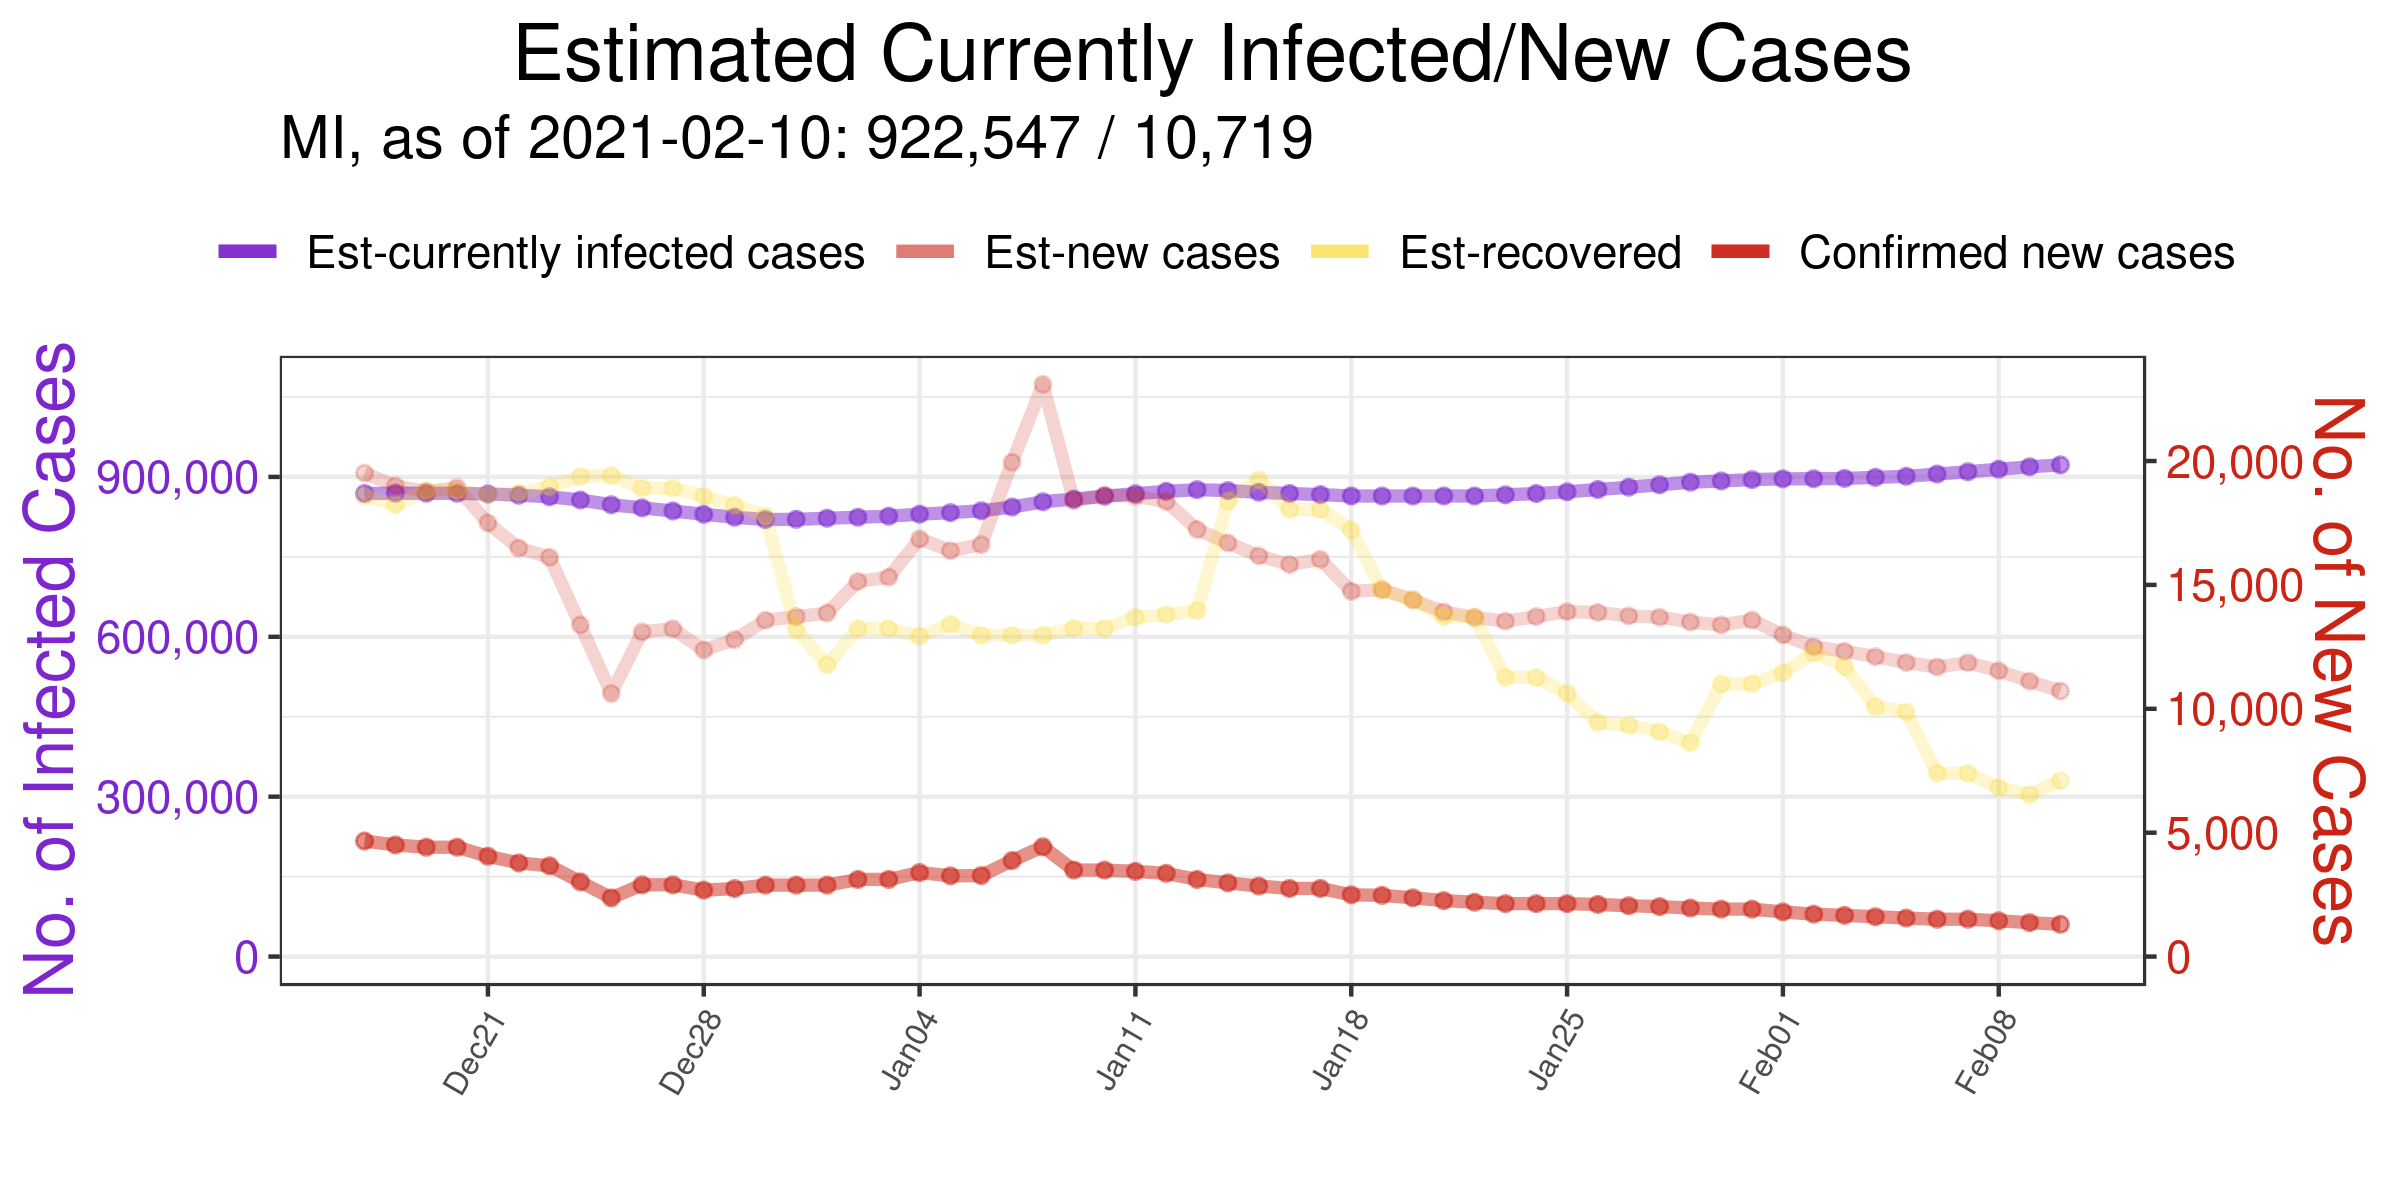 Estimated Currently Infected/New Cases
MI, as of 2021-02-10: 922,547 / 10,719
Est-currently infected cases
Est-new cases
Est-recovered
Confirmed new cases
No. of Infected Cases
900,000
600,000
300,000
0
No. of New Cases
20,000
15,000
10,000
5,000
0
Dec21
Dec28
Jan04
Jan11
Jan18
Jan25
Feb01
Feb08